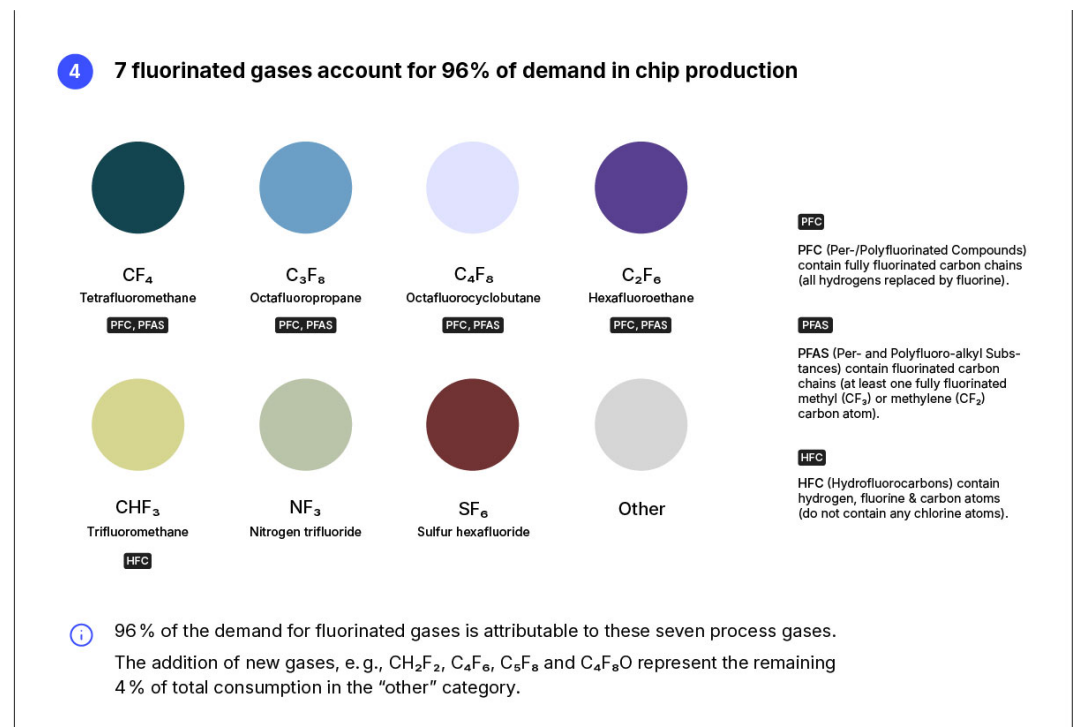 4
7 fluorinated gases account for 96% of demand in chip production
CF₄
Tetrafluoromethane
PFC, PFAS
C₃F₈
Octafluoropropane
PFC, PFAS
C₄F₈
Octafluorocyclobutane
PFC, PFAS
C₂F₆
Hexafluoroethane
PFC, PFAS
CHF₃
Trifluoromethane
HFC
NF₃
Nitrogen trifluoride
SF₆
Sulfur hexafluoride
Other
PFC
PFC (Per-/Polyfluorinated Compounds)
contain fully fluorinated carbon chains
(all hydrogens replaced by fluorine).
PFAS
PFAS (Per- and Polyfluoro-alkyl Subs-
tances) contain fluorinated carbon
chains (at least one fully fluorinated
methyl (CF₃) or methylene (CF₂)
carbon atom).
HFC
HFC (Hydrofluorocarbons) contain
hydrogen, fluorine & carbon atoms
(do not contain any chlorine atoms).
96 % of the demand for fluorinated gases is attributable to these seven process gases.
The addition of new gases, e. g., CH₂F₂, C₄F₆, C₅F₈ and C₄F₈O represent the remaining
4 % of total consumption in the “other” category.